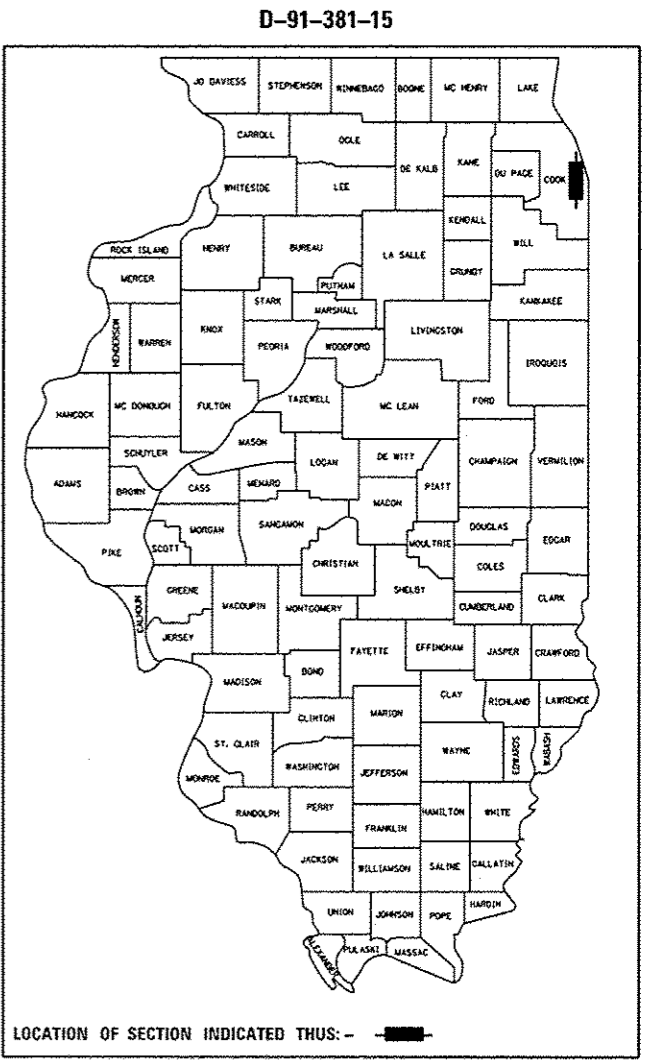 D-91-381-15
JO DAVIESS STEPHENSON WINNEBAGO BOONE MC HENRY LAKE
CARROLL OGLE DE KALB KANE DU PAGE COOK
WHITESIDE LEE KENDALL WILL
ROCK ISLAND HENRY BUREAU LA SALLE GRUNDY
MERCER PUTNAM KANKAKEE
STARK MARSHALL
HENDERSON WARREN KNOX PEORIA WOODFORD LIVINGSTON IROQUOIS
HANCOCK MC DONOUGH FULTON TAZEWELL MC LEAN FORD
SCHUYLER MASON LOGAN DE WITT CHAMPAIGN VERMILION
ADAMS BROWN CASS MENARD MACON PIATT
PIKE SCOTT MORGAN SANGAMON CHRISTIAN MOULTRIE DOUGLAS EDGAR
COLES
CALHOUN GREENE MACOUPIN MONTGOMERY SHELBY CUMBERLAND CLARK
JERSEY FAYETTE EFFINGHAM JASPER CRAWFORD
MADISON BOND CLAY RICHLAND LAWRENCE
CLINTON MARION
ST. CLAIR WAYNE EDWARDS WABASH
MONROE WASHINGTON JEFFERSON
RANDOLPH PERRY HAMILTON WHITE
FRANKLIN
JACKSON WILLIAMSON SALINE GALLATIN
UNION JOHNSON POPE HARDIN
ALEXANDER PULASKI MASSAC
LOCATION OF SECTION INDICATED THUS: -